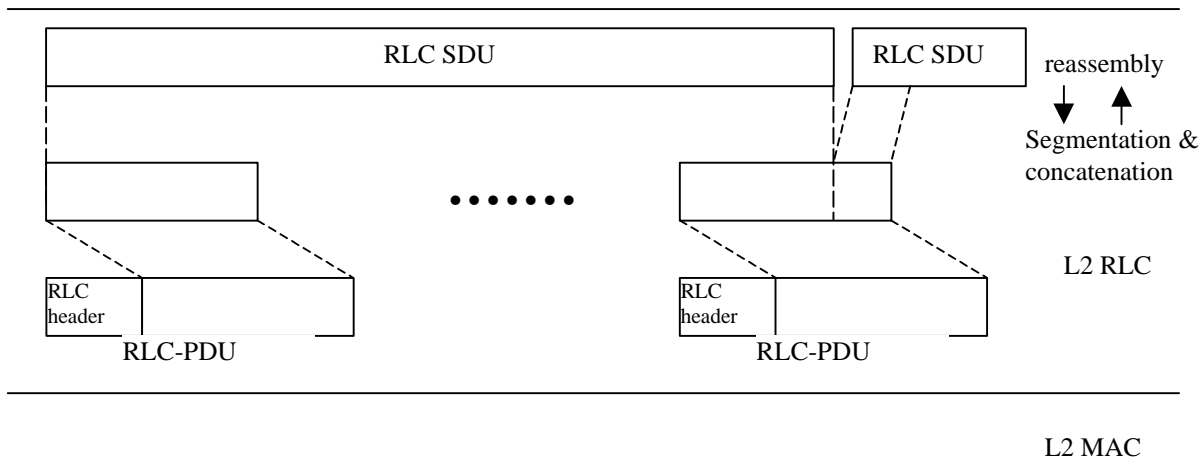 RLC SDU
RLC SDU
reassembly
Segmentation &
concatenation
L2 RLC
RLC
header
RLC
header
RLC-PDU
RLC-PDU
L2 MAC